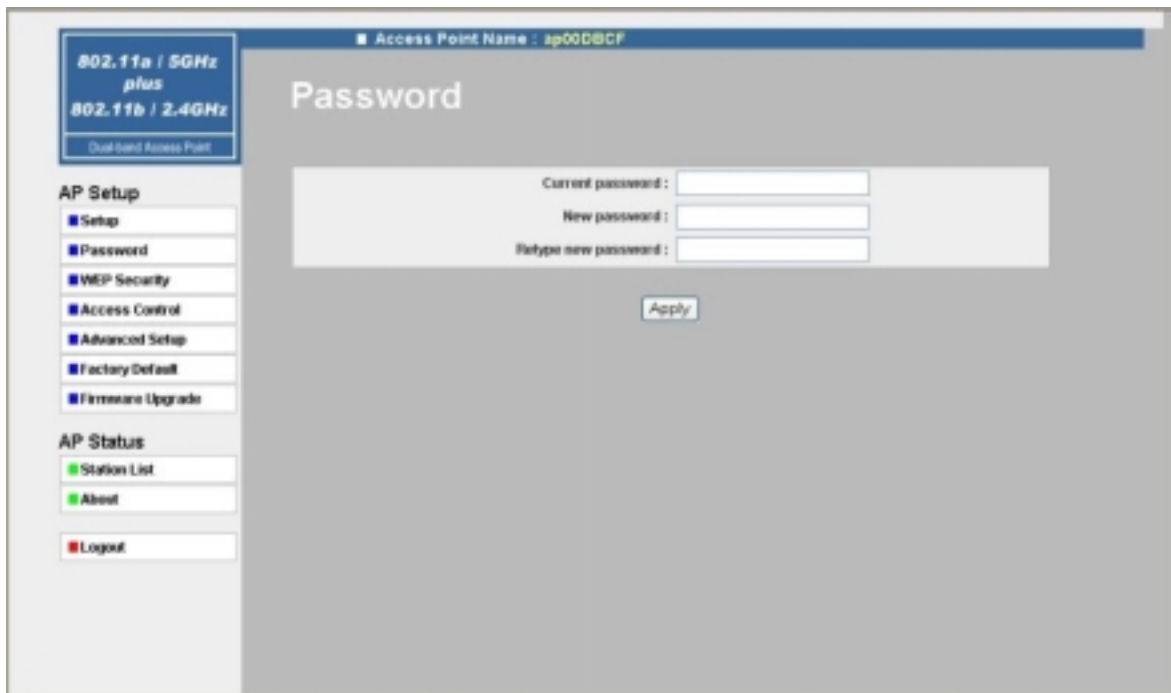 Access Point Name : ap00DBCF
802.11a / 5GHz
plus
802.11b / 2.4GHz
Dual-band Access Point
Password
Current password :
New password :
Retype new password :
Apply
AP Setup
Setup
Password
WEP Security
Access Control
Advanced Setup
Factory Default
Firmware Upgrade
AP Status
Station List
About
Logout